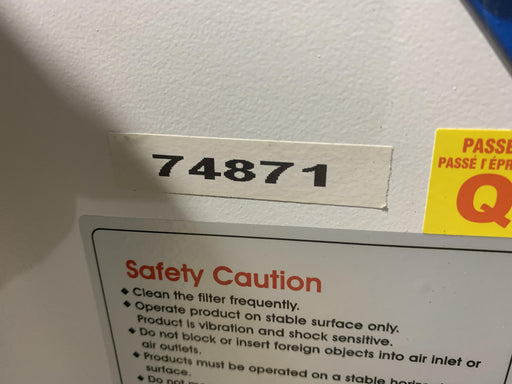 74871
PASSE
PASSÉ l'ÉPR
Q
Safety Caution
◆ Clean the filter frequently.
◆ Operate product on stable surface only.
Product is vibration and shock sensitive.
◆ Do not block or insert foreign objects into air inlet or
air outlets.
◆ Products must be operated on a stable
surface.
◆ Do not